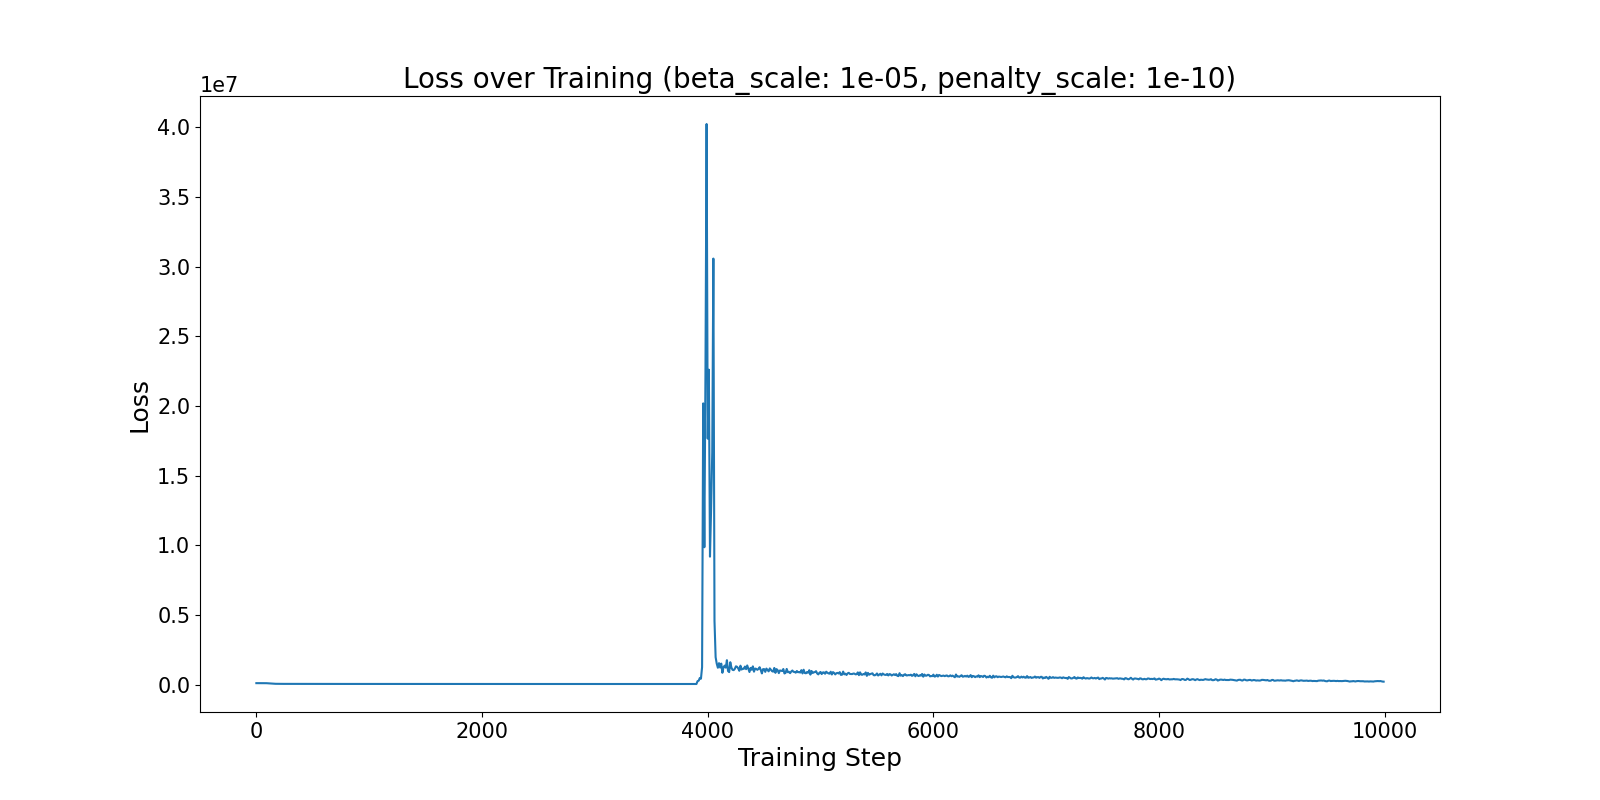 Loss over Training (beta_scale: 1e-05, penalty_scale: 1e-10)
1e7
4.0
3.5
3.0
2.5
2.0
1.5
1.0
0.5
0.0
Loss
0 2000 4000 6000 8000 10000
Training Step